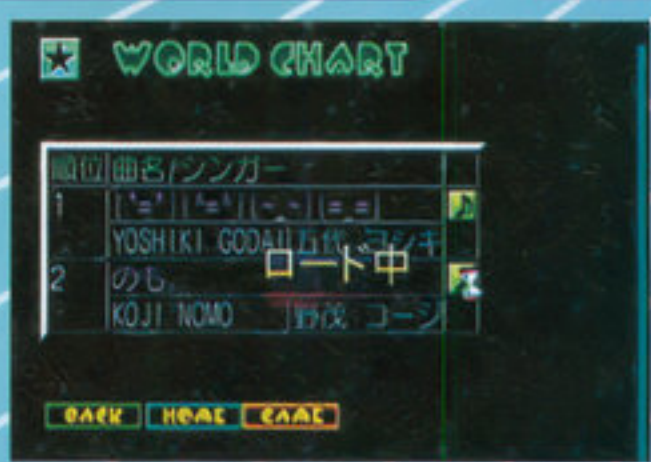 WORLD CHART
順位 曲名/シンガー
1 ['='] [^=^] [-_-] [=_=]
YOSHIKI GODAI 五代 ヨシキ
ロード中
2 のも
KOJI NOMO 野茂 コージ
BACK HOME GAME